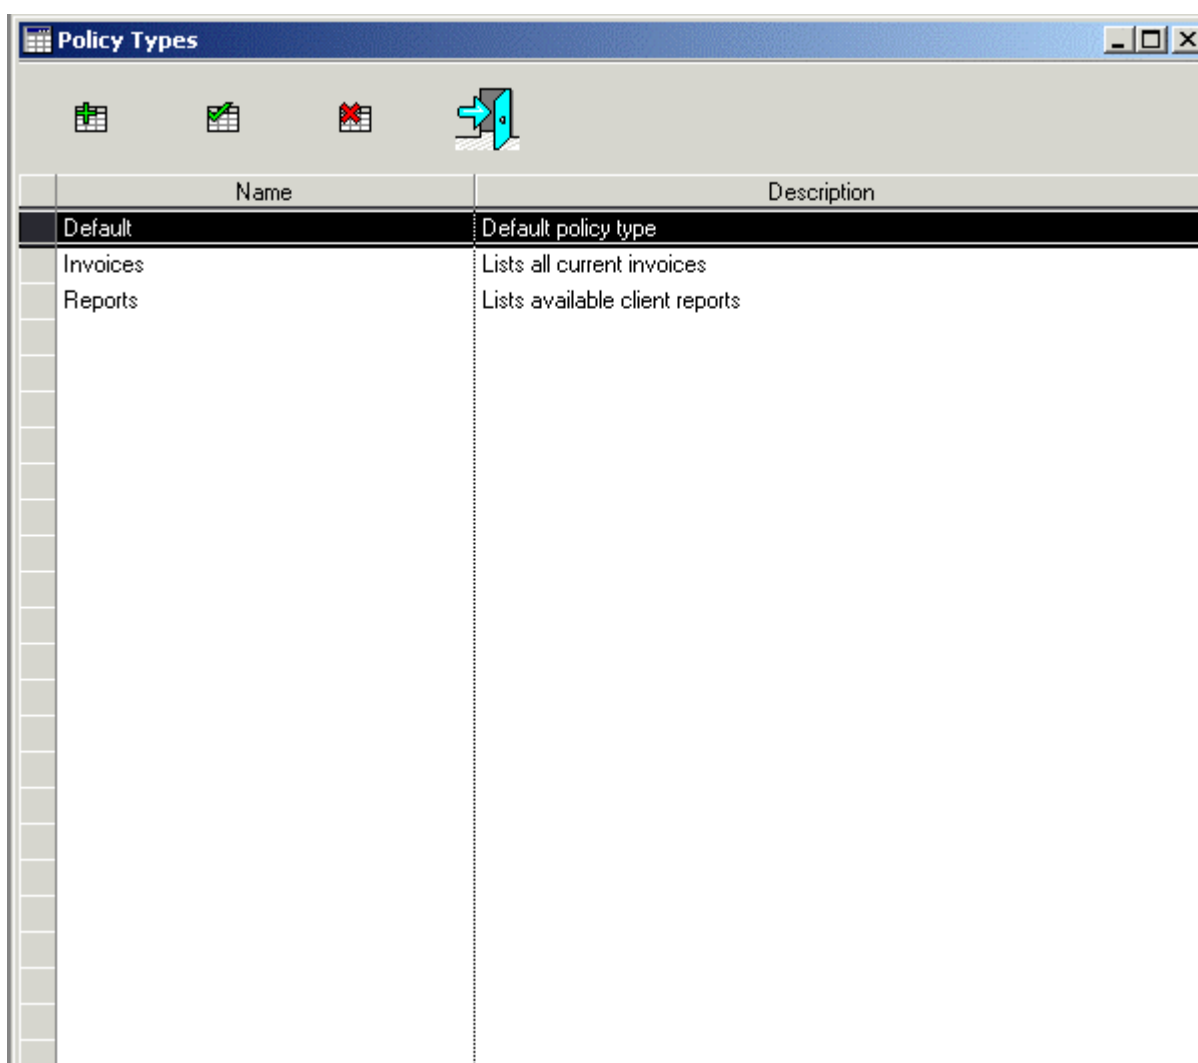 Policy Types
Name Description
Default Default policy type
Invoices Lists all current invoices
Reports Lists available client reports